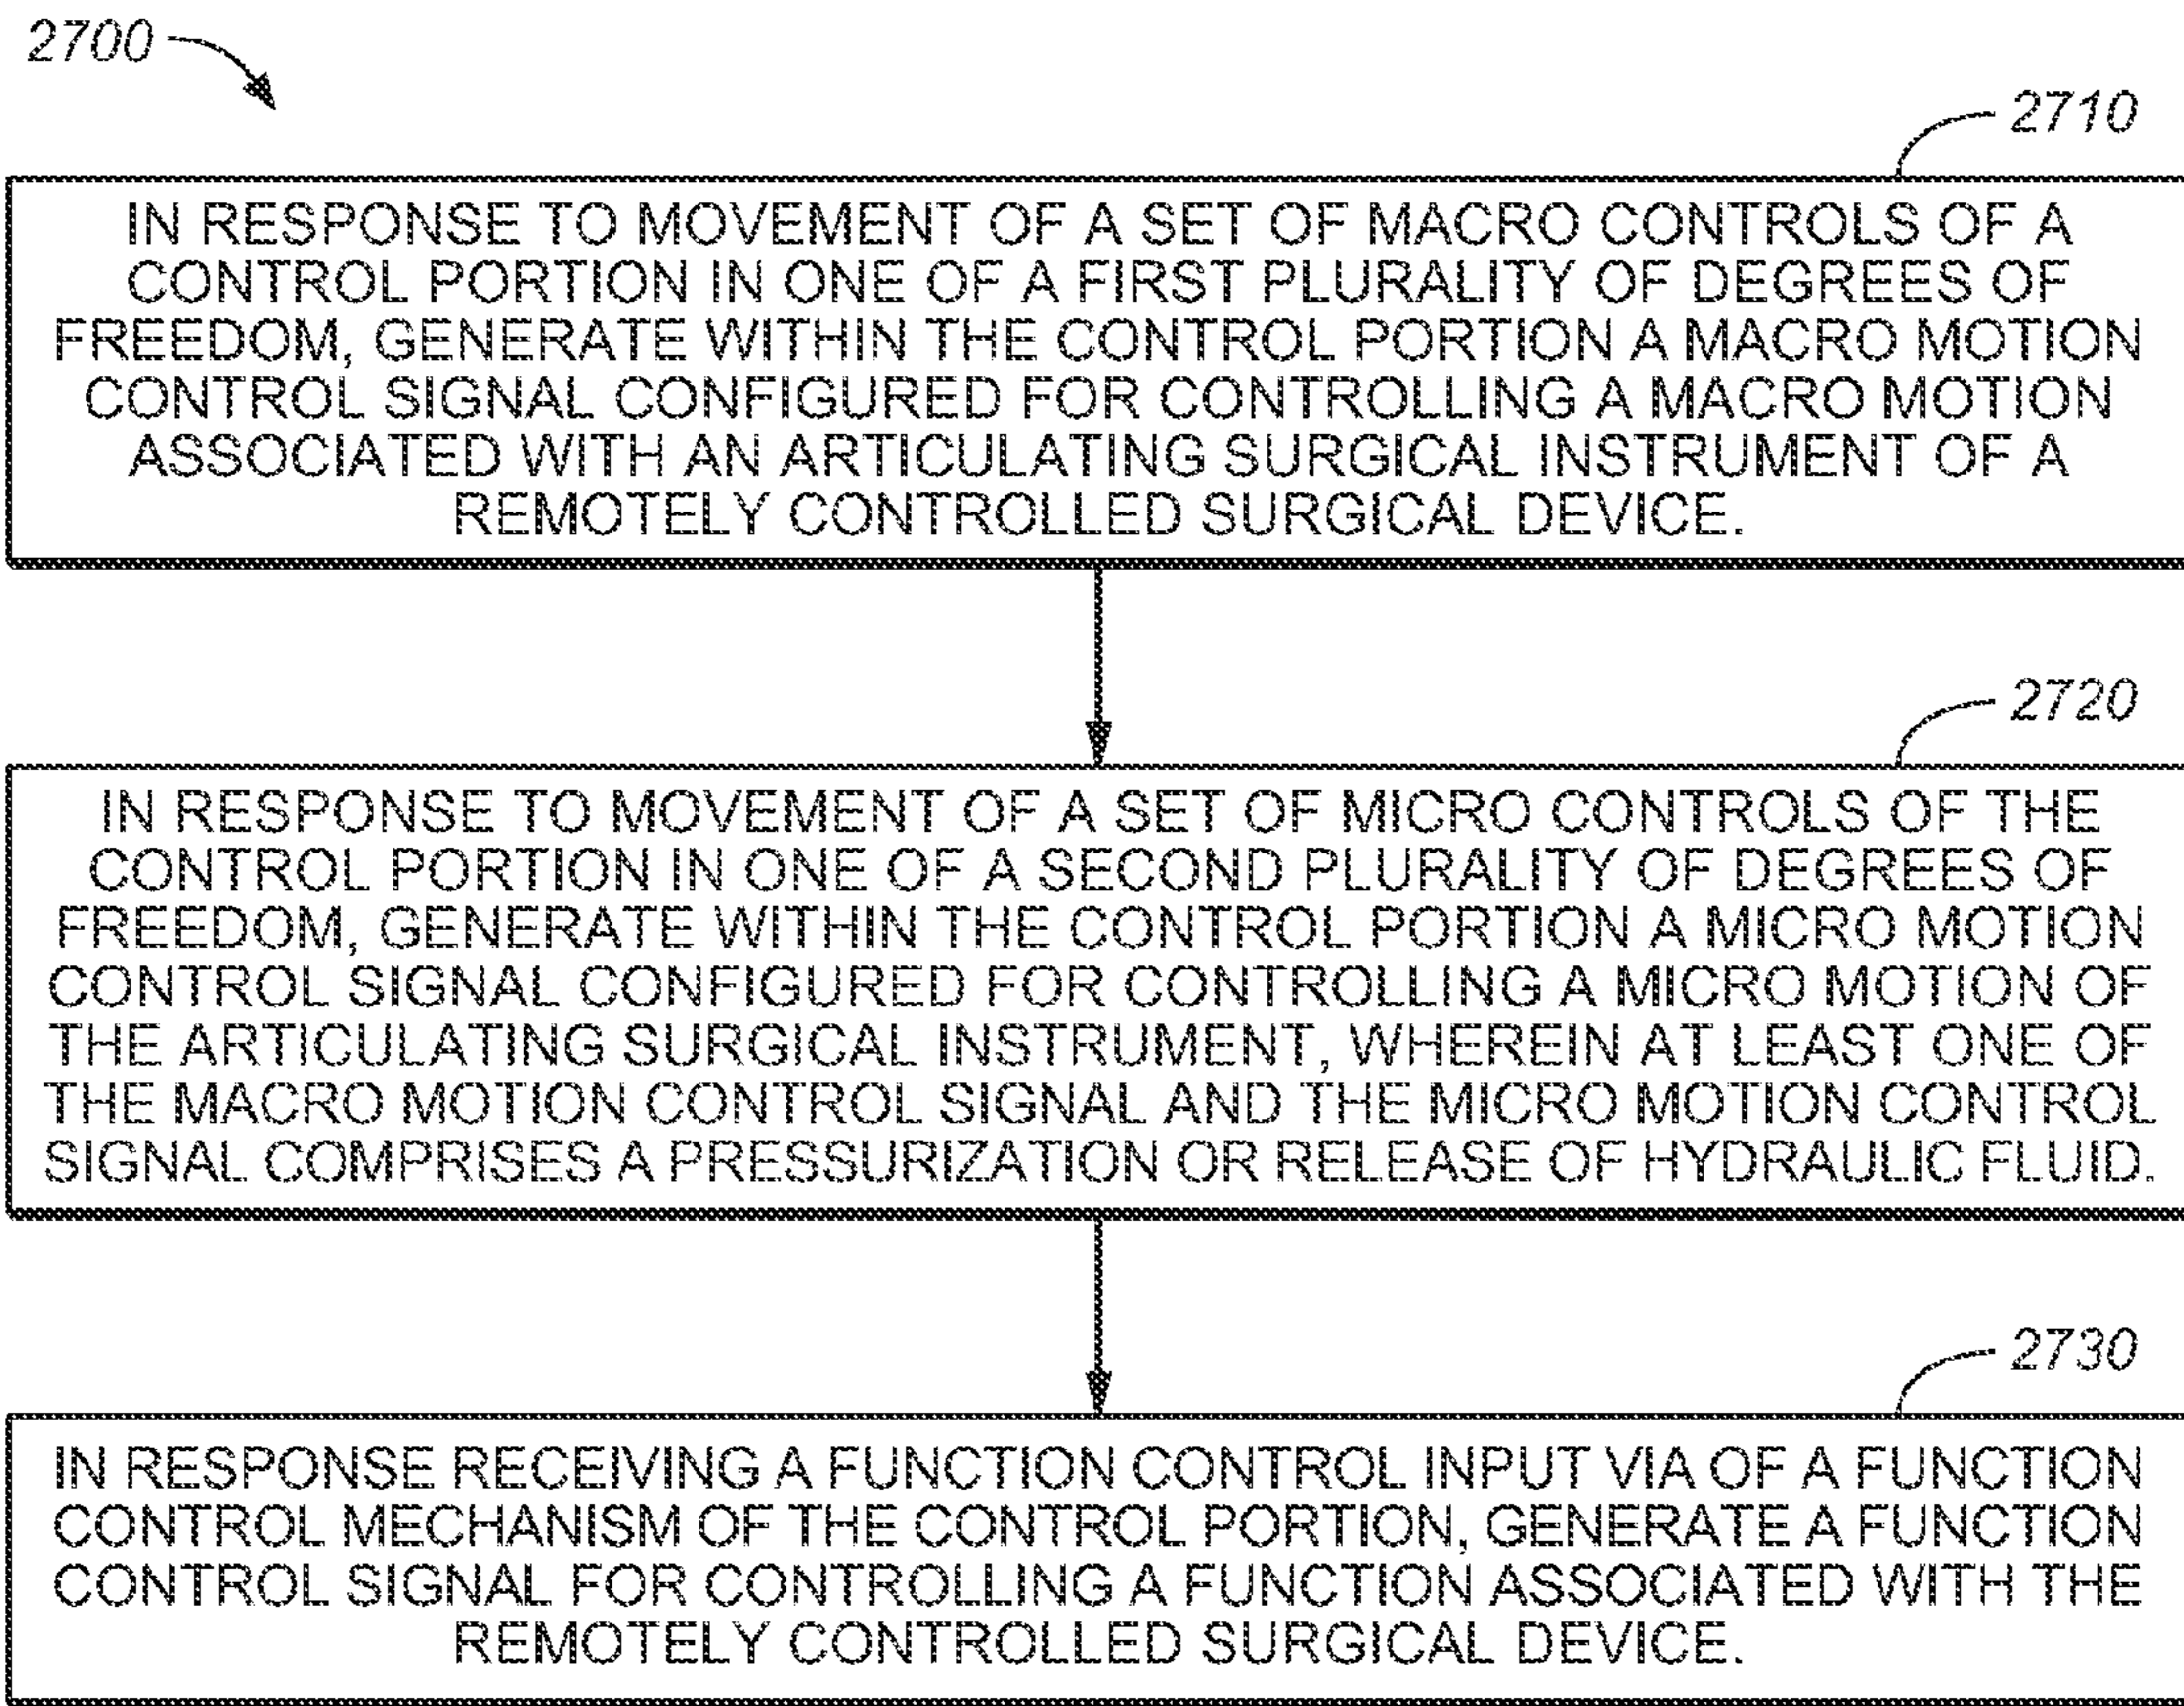 2700
2710
IN RESPONSE TO MOVEMENT OF A SET OF MACRO CONTROLS OF A
CONTROL PORTION IN ONE OF A FIRST PLURALITY OF DEGREES OF
FREEDOM, GENERATE WITHIN THE CONTROL PORTION A MACRO MOTION
CONTROL SIGNAL CONFIGURED FOR CONTROLLING A MACRO MOTION
ASSOCIATED WITH AN ARTICULATING SURGICAL INSTRUMENT OF A
REMOTELY CONTROLLED SURGICAL DEVICE.
2720
IN RESPONSE TO MOVEMENT OF A SET OF MICRO CONTROLS OF THE
CONTROL PORTION IN ONE OF A SECOND PLURALITY OF DEGREES OF
FREEDOM, GENERATE WITHIN THE CONTROL PORTION A MICRO MOTION
CONTROL SIGNAL CONFIGURED FOR CONTROLLING A MICRO MOTION OF
THE ARTICULATING SURGICAL INSTRUMENT, WHEREIN AT LEAST ONE OF
THE MACRO MOTION CONTROL SIGNAL AND THE MICRO MOTION CONTROL
SIGNAL COMPRISES A PRESSURIZATION OR RELEASE OF HYDRAULIC FLUID.
2730
IN RESPONSE RECEIVING A FUNCTION CONTROL INPUT VIA OF A FUNCTION
CONTROL MECHANISM OF THE CONTROL PORTION, GENERATE A FUNCTION
CONTROL SIGNAL FOR CONTROLLING A FUNCTION ASSOCIATED WITH THE
REMOTELY CONTROLLED SURGICAL DEVICE.